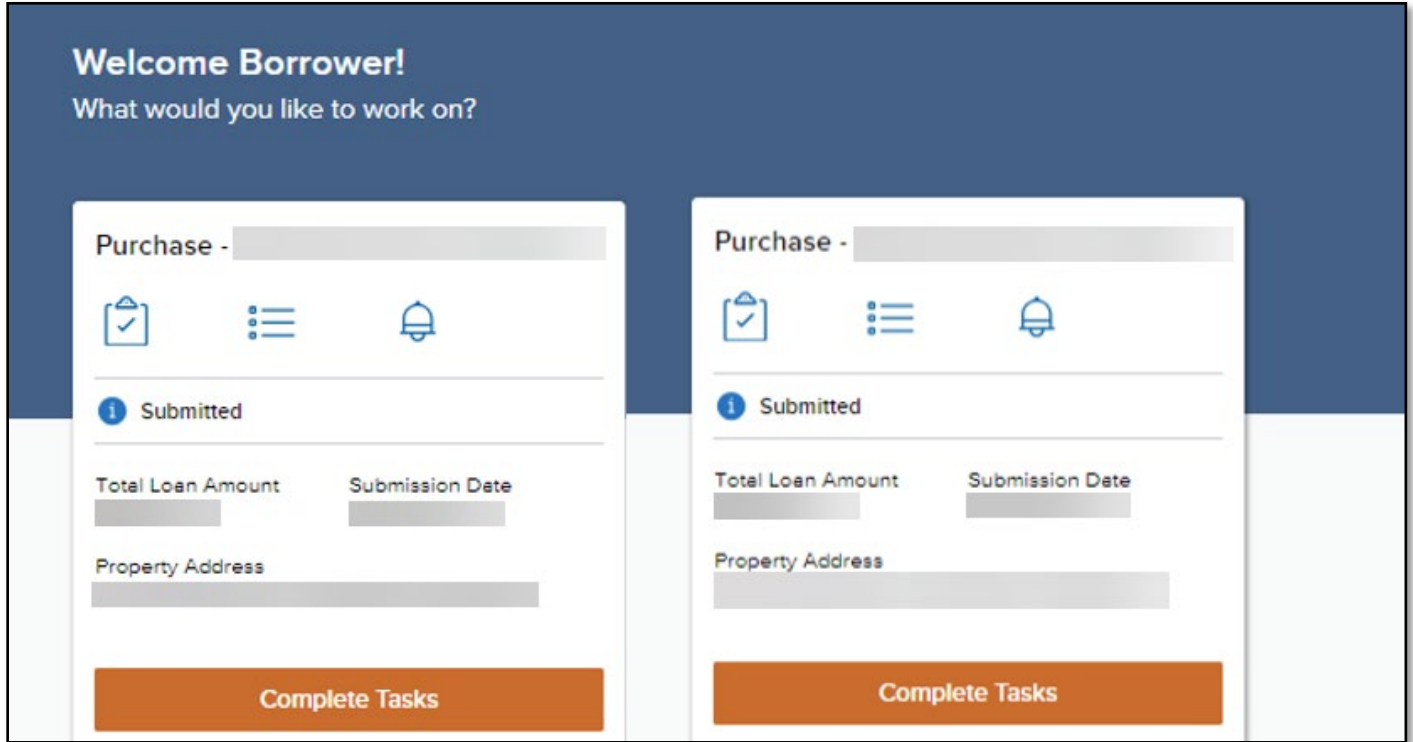 Welcome Borrower!
What would you like to work on?
Purchase -
Submitted
Total Loan Amount Submission Date
Property Address
Complete Tasks
Purchase -
Submitted
Total Loan Amount Submission Date
Property Address
Complete Tasks